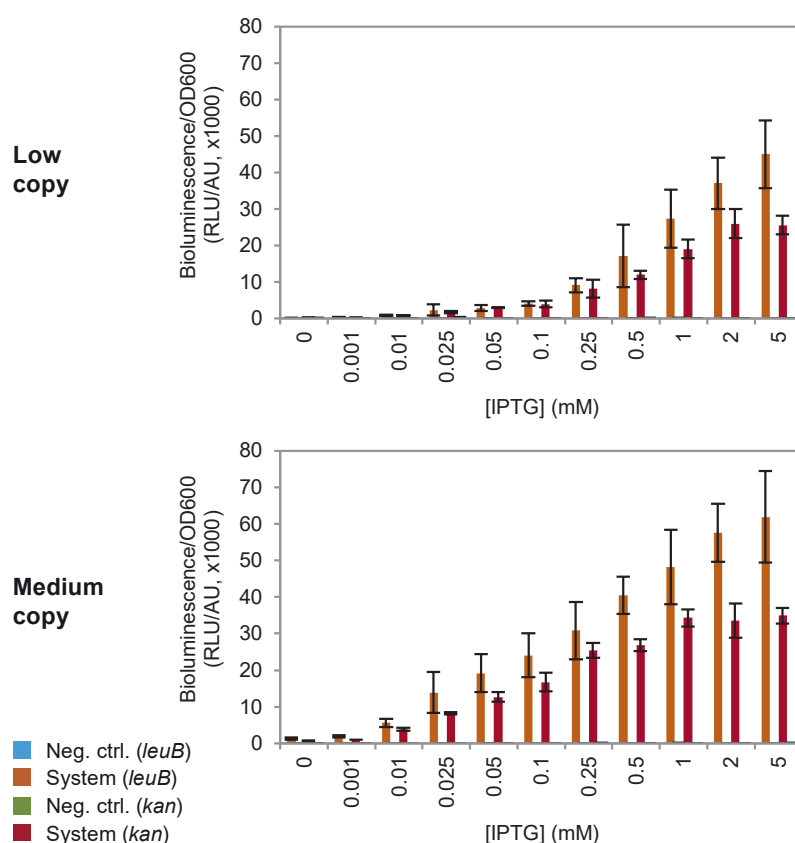 Low
copy
Bioluminescence/OD600
(RLU/AU, x1000)
80
70
60
50
40
30
20
10
0
0 0.001 0.01 0.025 0.05 0.1 0.25 0.5 1 2 5
[IPTG] (mM)
Medium
copy
Bioluminescence/OD600
(RLU/AU, x1000)
80
70
60
50
40
30
20
10
0
0 0.001 0.01 0.025 0.05 0.1 0.25 0.5 1 2 5
[IPTG] (mM)
Neg. ctrl. (leuB)
System (leuB)
Neg. ctrl. (kan)
System (kan)